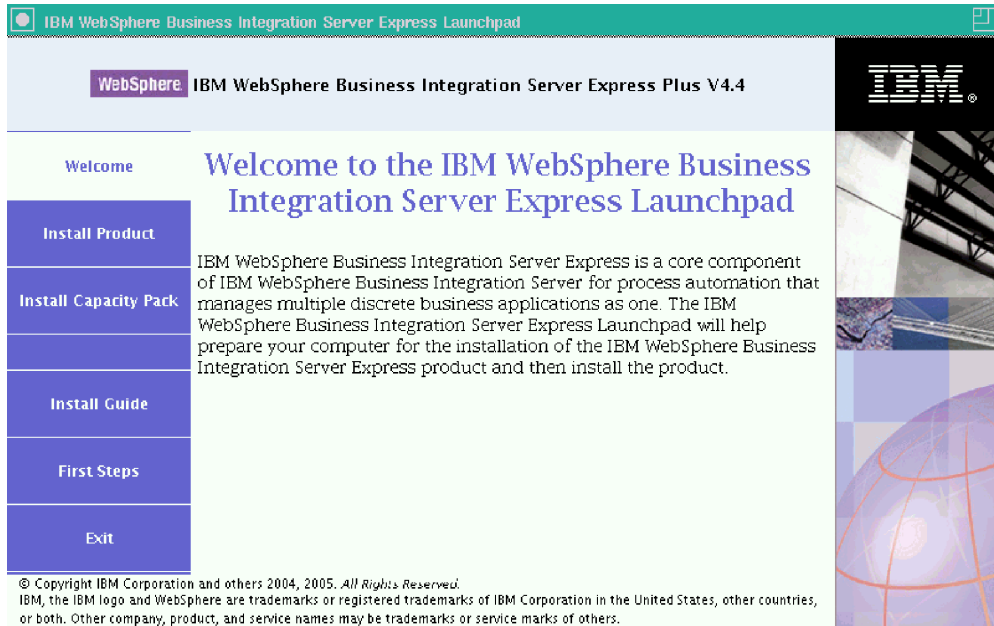 IBM WebSphere Business Integration Server Express Launchpad
WebSphere. IBM WebSphere Business Integration Server Express Plus V4.4
IBM®
Welcome
Install Product
Install Capacity Pack
Install Guide
First Steps
Exit
Welcome to the IBM WebSphere Business
Integration Server Express Launchpad
IBM WebSphere Business Integration Server Express is a core component
of IBM WebSphere Business Integration Server for process automation that
manages multiple discrete business applications as one. The IBM
WebSphere Business Integration Server Express Launchpad will help
prepare your computer for the installation of the IBM WebSphere Business
Integration Server Express product and then install the product.
© Copyright IBM Corporation and others 2004, 2005. All Rights Reserved.
IBM, the IBM logo and WebSphere are trademarks or registered trademarks of IBM Corporation in the United States, other countries,
or both. Other company, product, and service names may be trademarks or service marks of others.